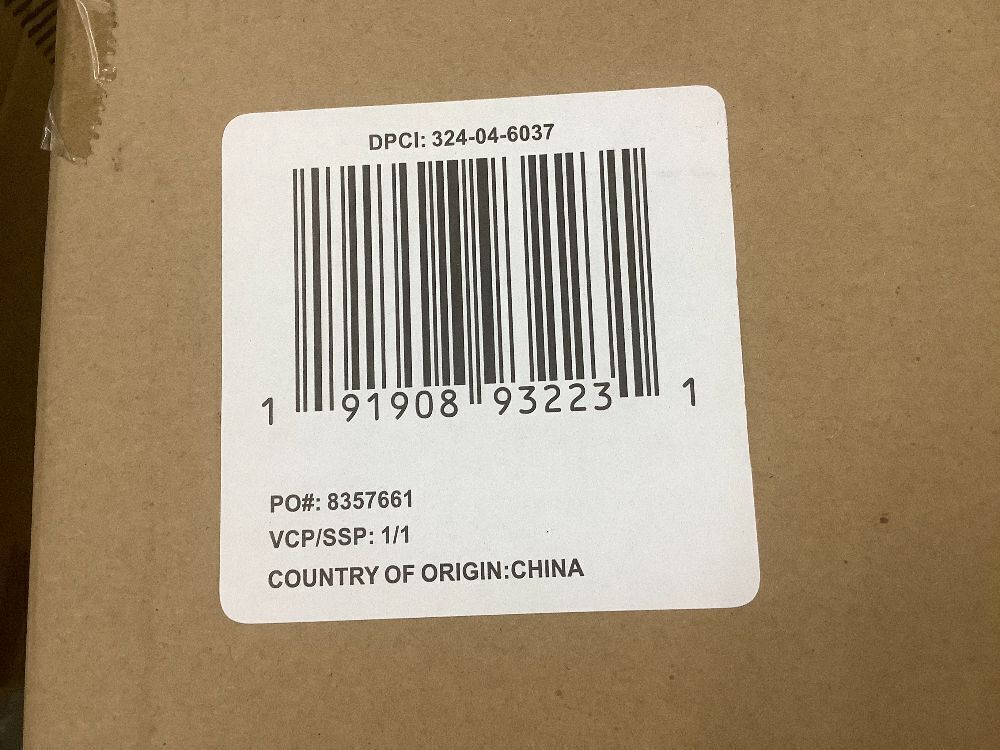 DPCI: 324-04-6037
1 91908 93223 1
PO#: 8357661
VCP/SSP: 1/1
COUNTRY OF ORIGIN:CHINA